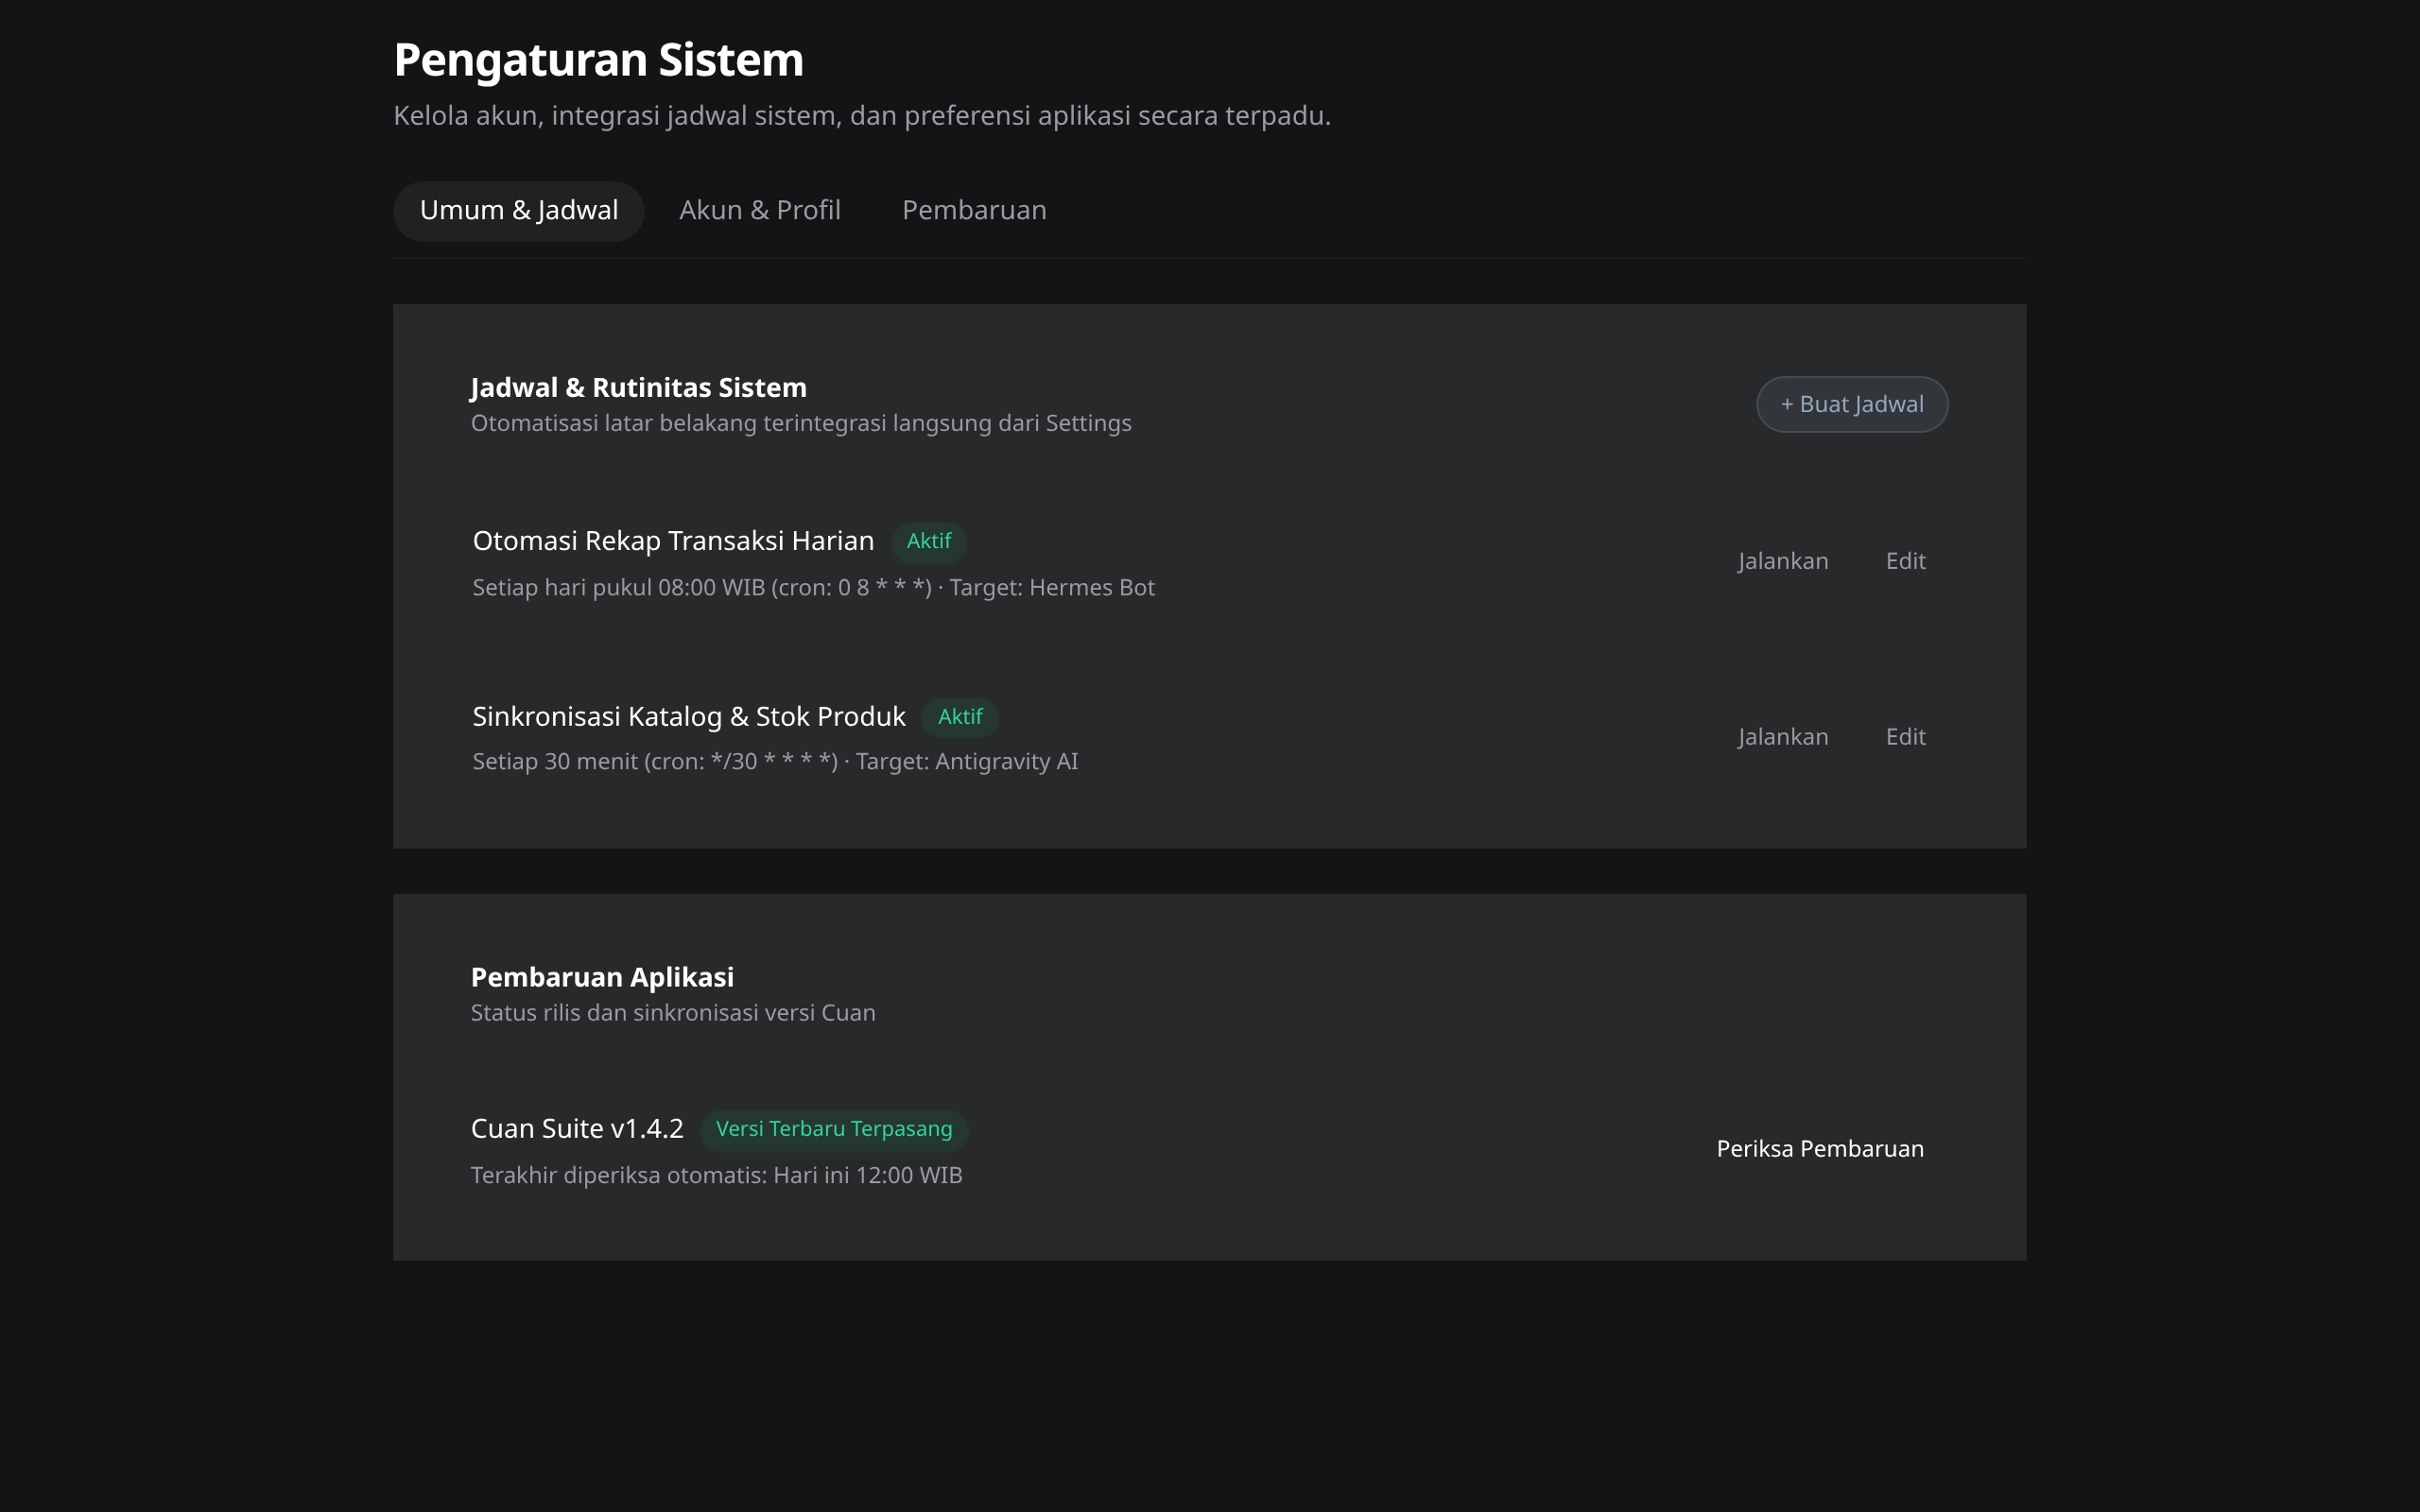 Pengaturan Sistem
Kelola akun, integrasi jadwal sistem, dan preferensi aplikasi secara terpadu.
Umum & Jadwal
Akun & Profil
Pembaruan
Jadwal & Rutinitas Sistem
Otomatisasi latar belakang terintegrasi langsung dari Settings
+ Buat Jadwal
Otomasi Rekap Transaksi Harian
Aktif
Setiap hari pukul 08:00 WIB (cron: 0 8 * * *) · Target: Hermes Bot
Jalankan
Edit
Sinkronisasi Katalog & Stok Produk
Aktif
Setiap 30 menit (cron: */30 * * * *) · Target: Antigravity AI
Jalankan
Edit
Pembaruan Aplikasi
Status rilis dan sinkronisasi versi Cuan
Cuan Suite v1.4.2
Versi Terbaru Terpasang
Terakhir diperiksa otomatis: Hari ini 12:00 WIB
Periksa Pembaruan